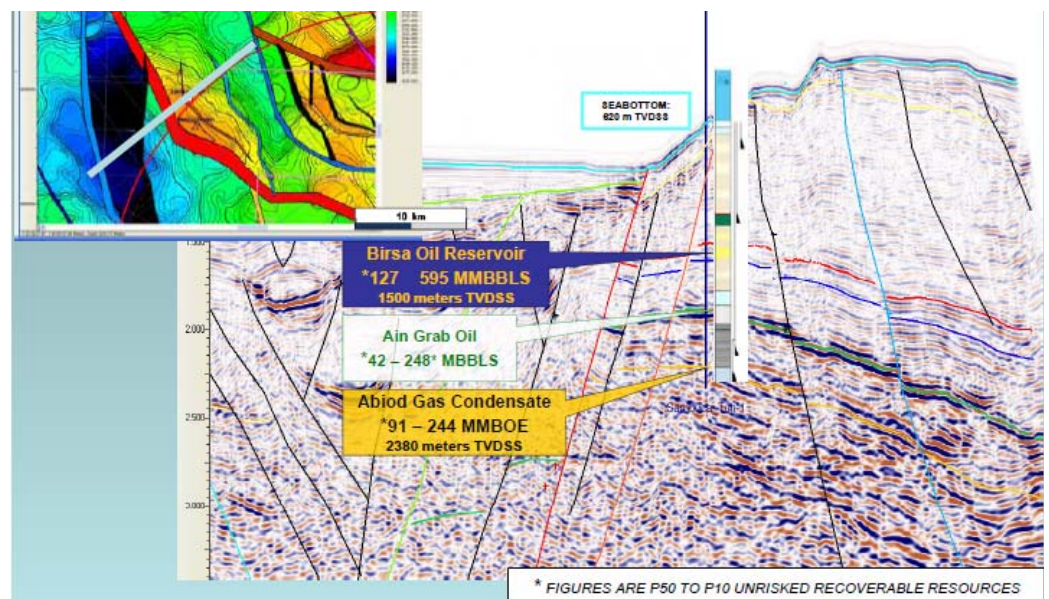 10 km
SEABOTTOM:
620 m TVDSS
Birsa Oil Reservoir
*127 595 MMBBLS
1500 meters TVDSS
Ain Grab Oil
*42 – 248* MBBLS
Abiod Gas Condensate
*91 – 244 MMBOE
2380 meters TVDSS
2.000
2.500
3.000
* FIGURES ARE P50 TO P10 UNRISKED RECOVERABLE RESOURCES